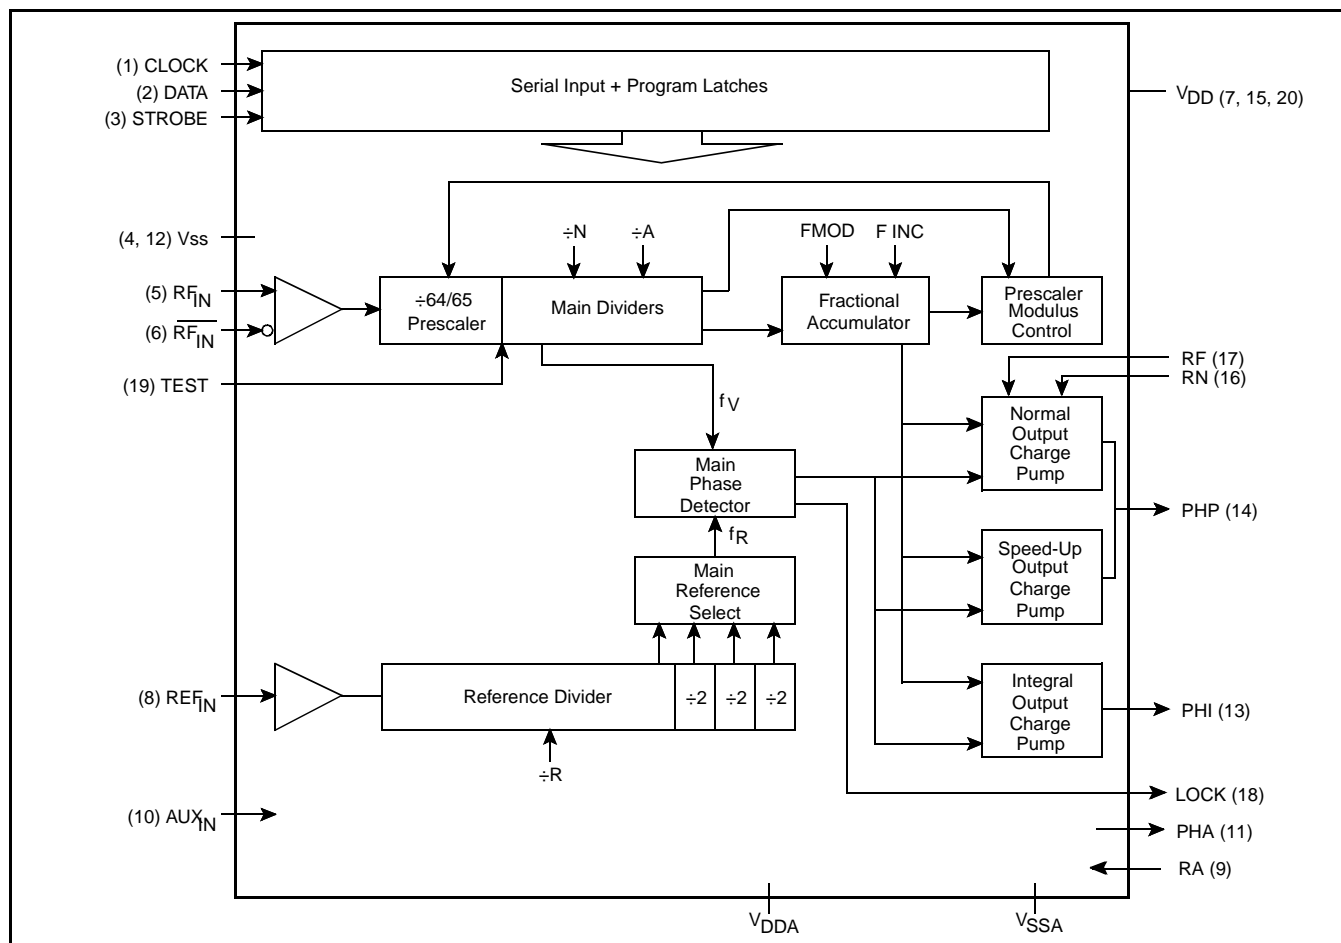 (1) CLOCK
(2) DATA
(3) STROBE
Serial Input + Program Latches
VDD (7, 15, 20)
(4, 12) Vss
÷N
÷A
FMOD
F INC
(5) RFIN
(6) R̅F̅I̅N̅
÷64/65
Prescaler
Main Dividers
Fractional
Accumulator
Prescaler
Modulus
Control
(19) TEST
RF (17)
RN (16)
fV
Normal
Output
Charge
Pump
Main
Phase
Detector
PHP (14)
fR
Speed-Up
Output
Charge
Pump
Main
Reference
Select
(8) REFIN
Reference Divider
÷2
÷2
÷2
Integral
Output
Charge
Pump
PHI (13)
÷R
LOCK (18)
(10) AUXIN
PHA (11)
RA (9)
VDDA
VSSA